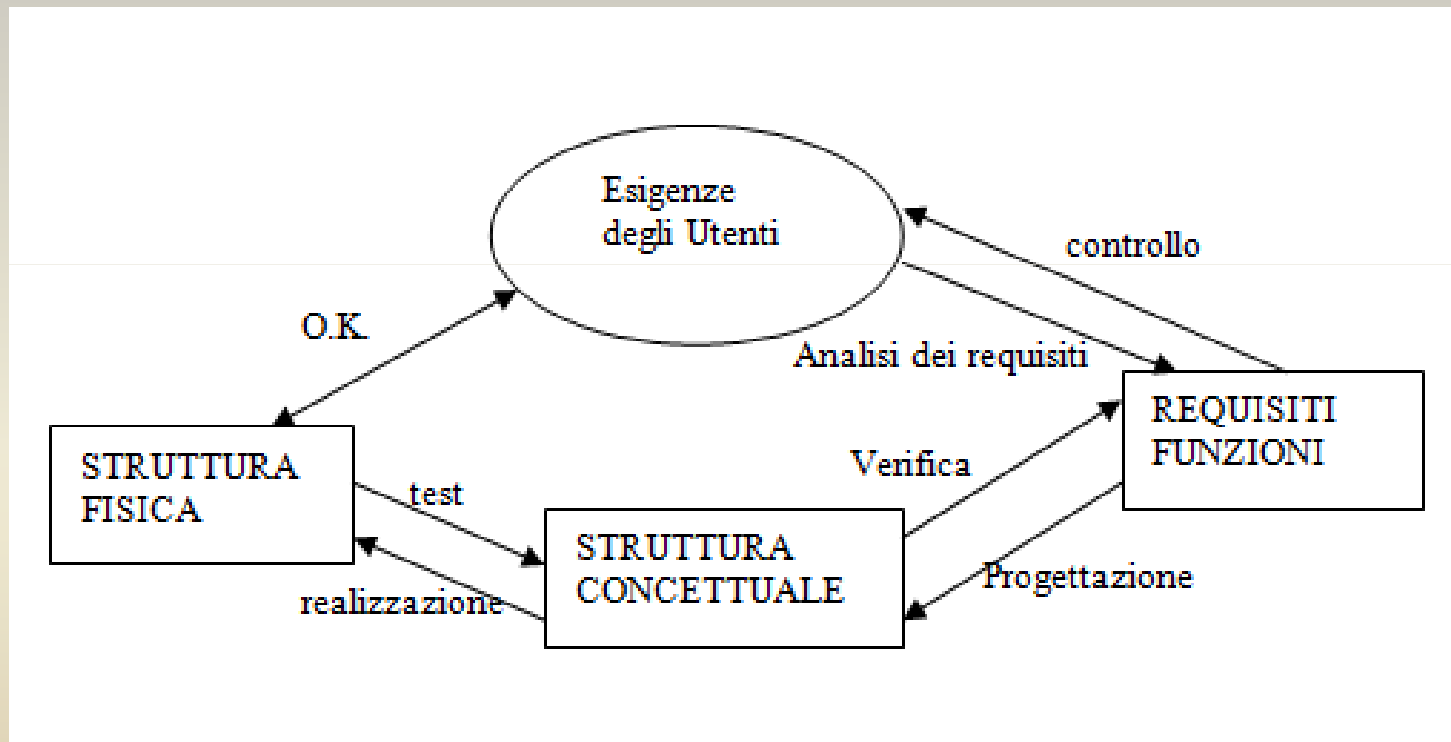 Esigenze
degli Utenti
controllo
O.K.
Analisi dei requisiti
REQUISITI
FUNZIONI
STRUTTURA
FISICA
test
Verifica
STRUTTURA
CONCETTUALE
Progettazione
realizzazione